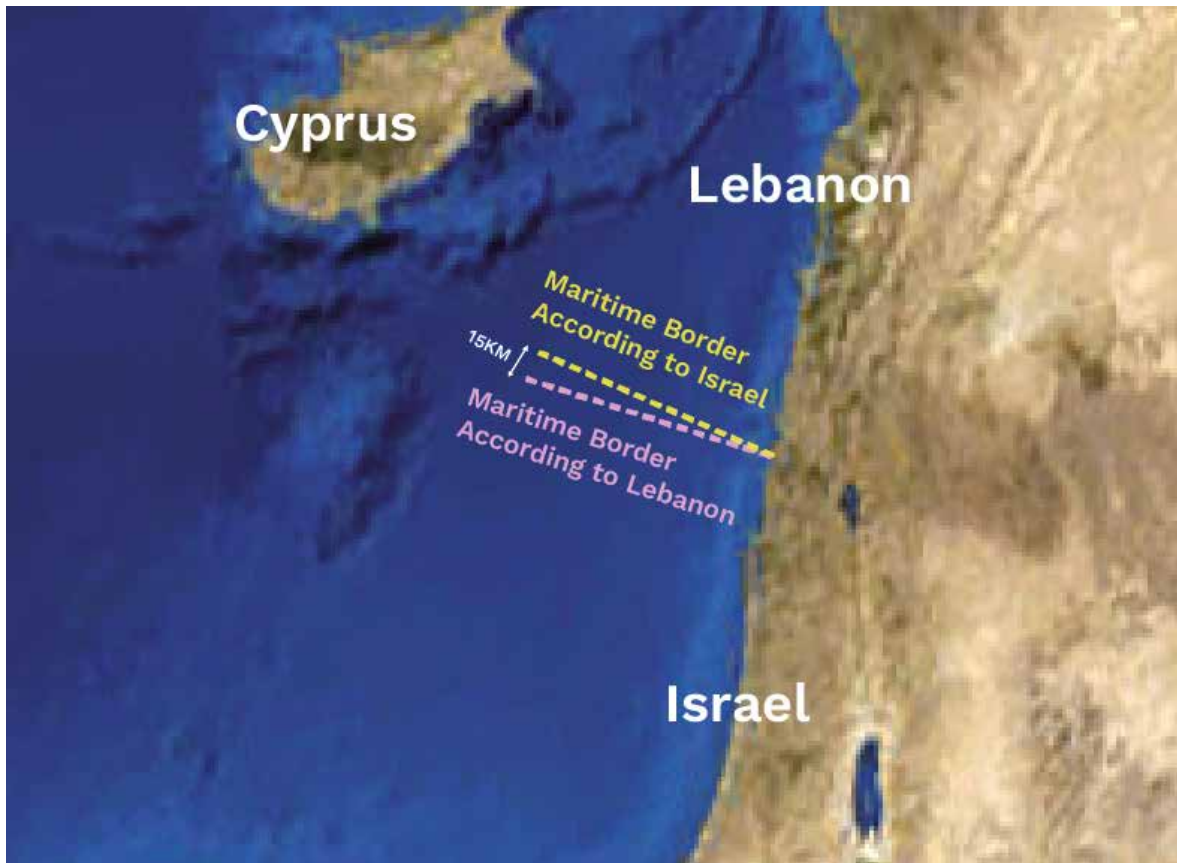 Cyprus
Lebanon
Maritime Border
According to Israel
15KM
Maritime Border
According to Lebanon
Israel